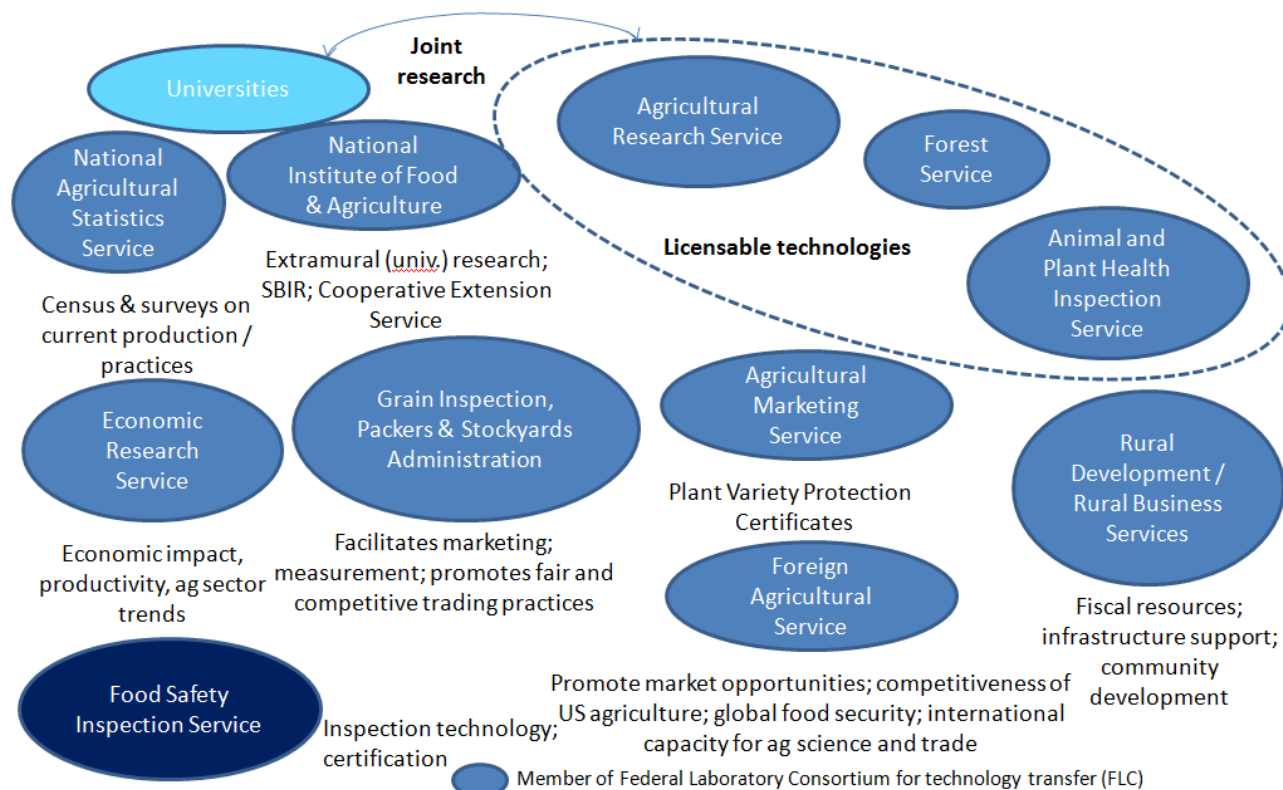 Joint
research
Universities
Agricultural
Research Service
Forest
Service
National
Agricultural
Statistics
Service
National
Institute of Food
& Agriculture
Licensable technologies
Animal and
Plant Health
Inspection
Service
Extramural (univ.) research;
SBIR; Cooperative Extension
Service
Census & surveys on
current production /
practices
Economic
Research
Service
Grain Inspection,
Packers & Stockyards
Administration
Agricultural
Marketing
Service
Rural
Development /
Rural Business
Services
Plant Variety Protection
Certificates
Economic impact,
productivity, ag sector
trends
Facilitates marketing;
measurement; promotes fair and
competitive trading practices
Foreign
Agricultural
Service
Fiscal resources;
infrastructure support;
community
development
Food Safety
Inspection Service
Inspection technology;
certification
Promote market opportunities; competitiveness of
US agriculture; global food security; international
capacity for ag science and trade
Member of Federal Laboratory Consortium for technology transfer (FLC)